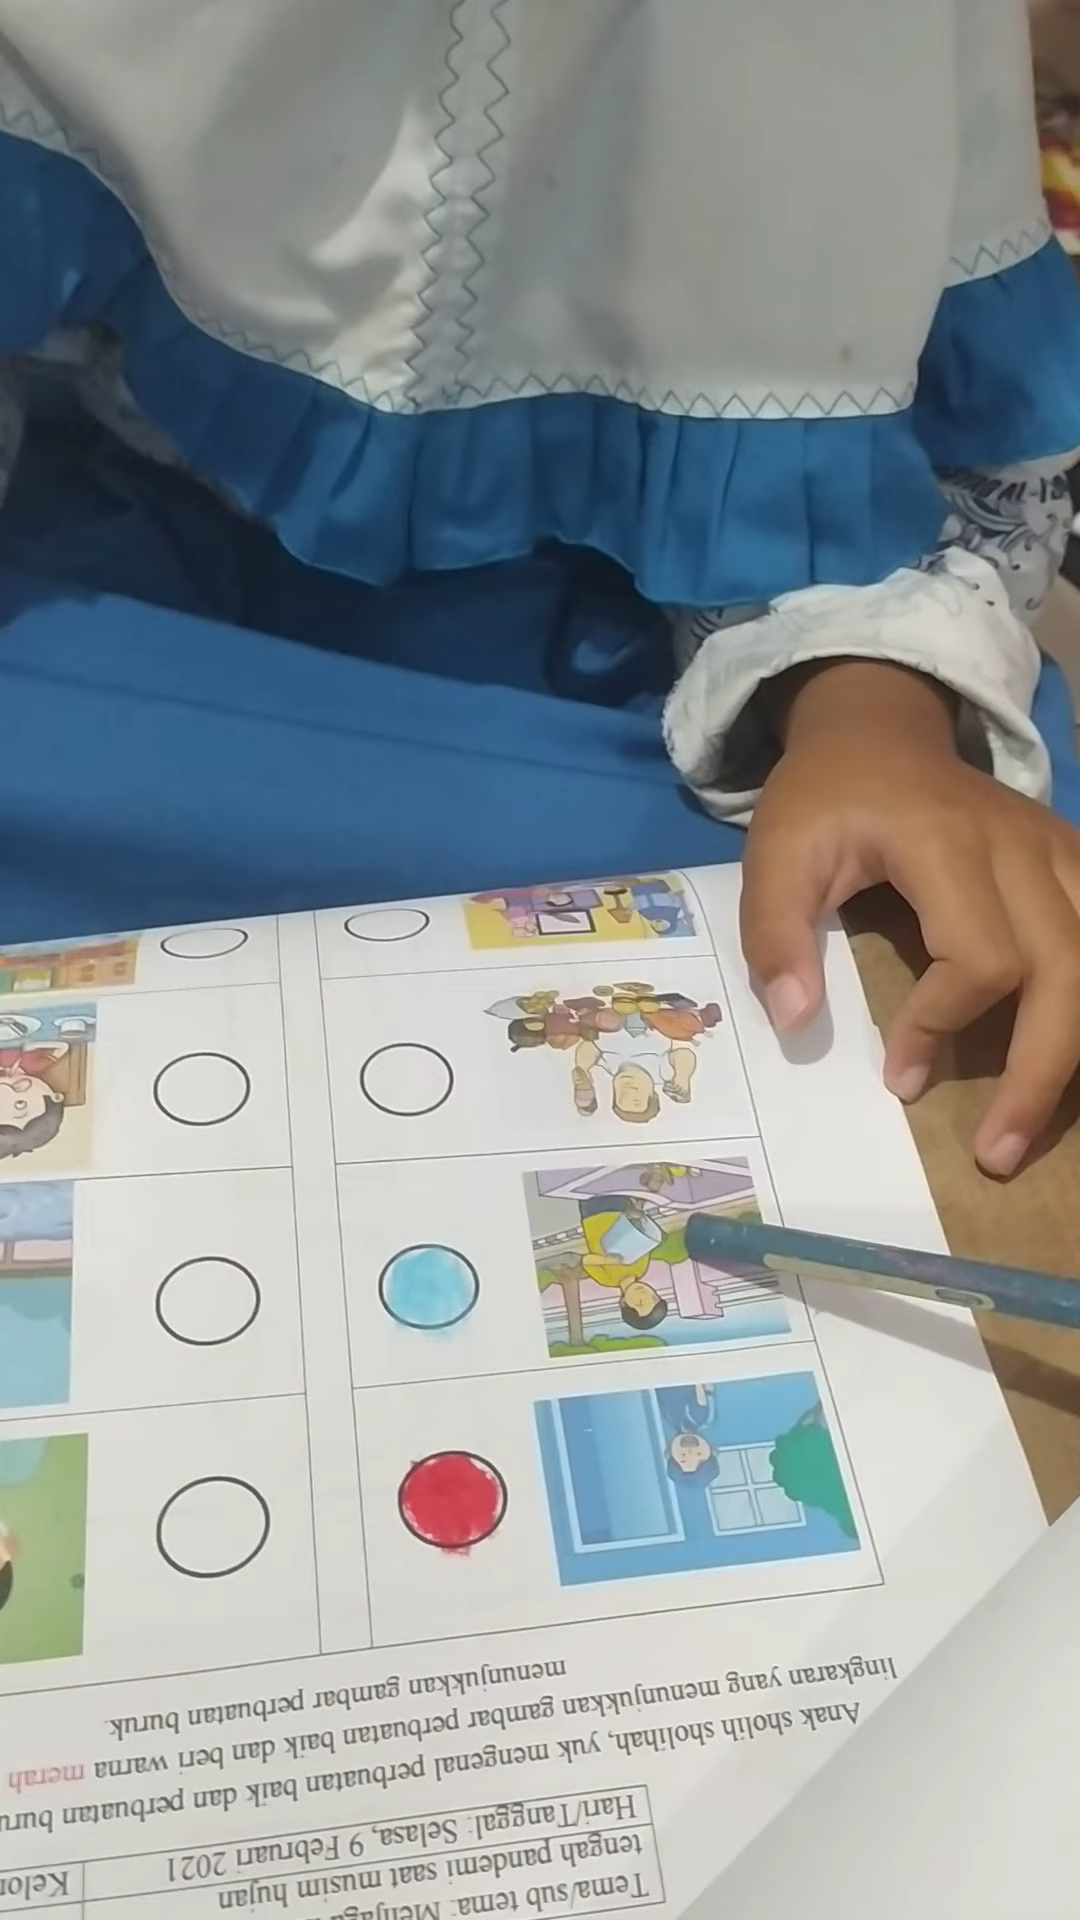 Tema/sub tema: Menjaga
tengah pandemi saat musim hujan
Hari/Tanggal: Selasa, 9 Februari 2021
Kelor
Anak sholih sholihah, yuk mengenal perbuatan baik dan perbuatan buru
lingkaran yang menunjukkan gambar perbuatan baik dan beri warna merah
menunjukkan gambar perbuatan buruk.